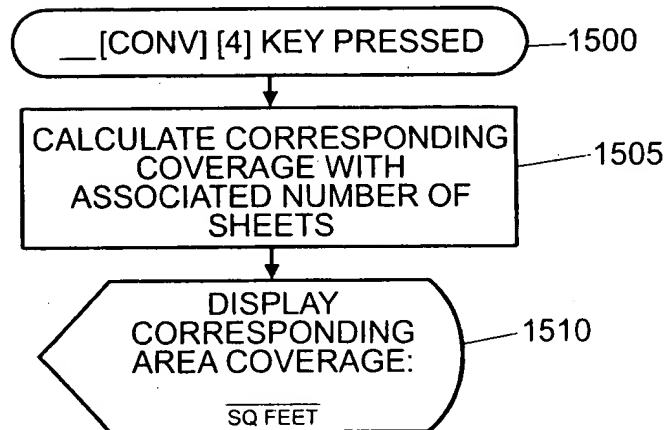 __[CONV] [4] KEY PRESSED
1500
CALCULATE CORRESPONDING
COVERAGE WITH
ASSOCIATED NUMBER OF
SHEETS
1505
DISPLAY
CORRESPONDING
AREA COVERAGE:
SQ FEET
1510